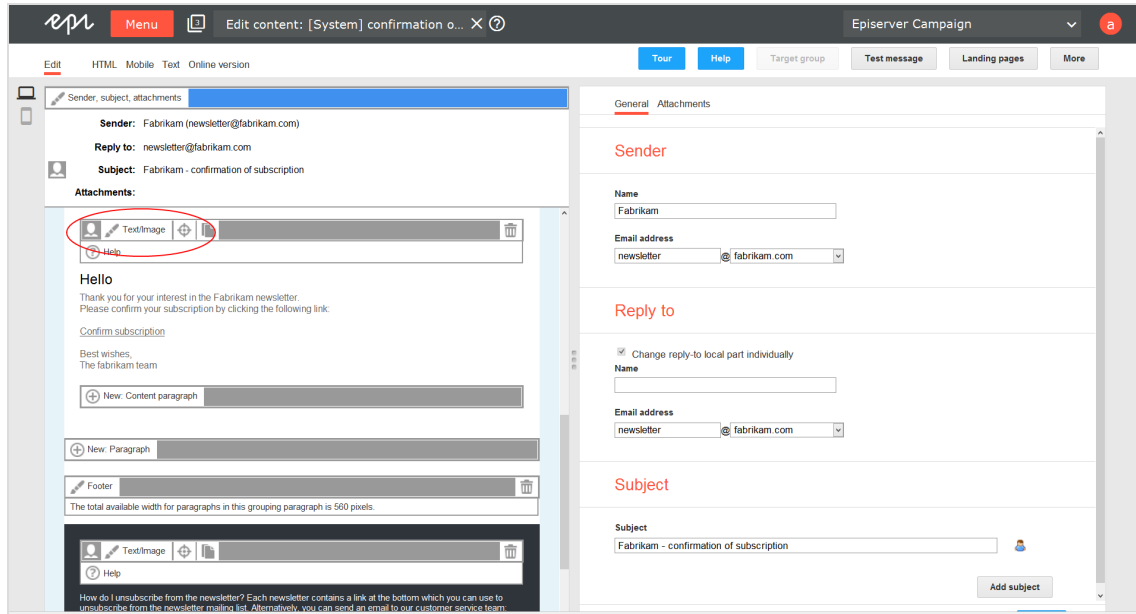 epi Menu 3 Edit content: [System] confirmation o... Episerver Campaign a
Edit HTML Mobile Text Online version Tour Help Target group Test message Landing pages More
Sender, subject, attachments
Sender: Fabrikam (newsletter@fabrikam.com)
Reply to: newsletter@fabrikam.com
Subject: Fabrikam - confirmation of subscription
Attachments:
Text/Image
Help
Hello
Thank you for your interest in the Fabrikam newsletter.
Please confirm your subscription by clicking the following link:
Confirm subscription
Best wishes,
The fabrikam team
New: Content paragraph
New: Paragraph
Footer
The total available width for paragraphs in this grouping paragraph is 560 pixels.
Text/Image
Help
How do I unsubscribe from the newsletter? Each newsletter contains a link at the bottom which you can use to
unsubscribe from the newsletter mailing list. Alternatively, you can send an email to our customer service team:
General Attachments
Sender
Name
Fabrikam
Email address
newsletter @ fabrikam.com
Reply to
Change reply-to local part individually
Name
Email address
newsletter @ fabrikam.com
Subject
Subject
Fabrikam - confirmation of subscription
Add subject